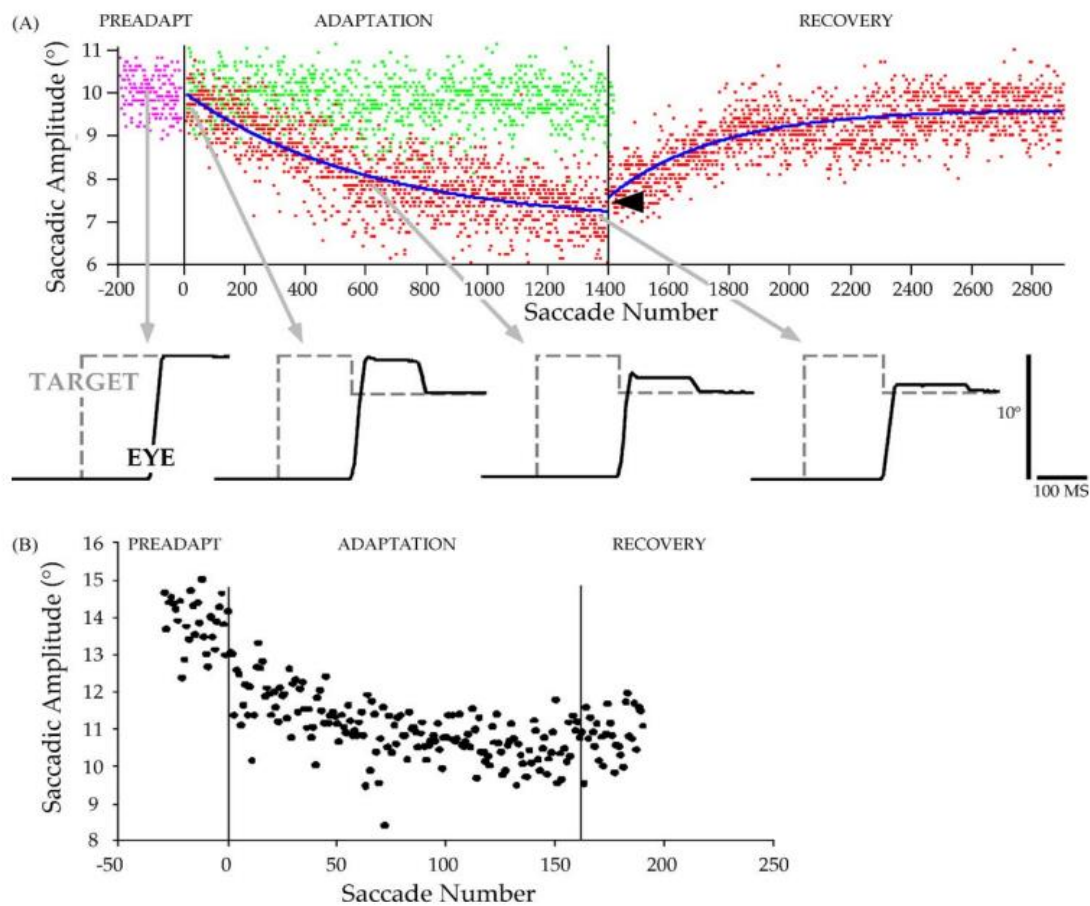 (A) PREADAPT ADAPTATION RECOVERY
Saccadic Amplitude (°)
11
10
9
8
7
6
-200 0 200 400 600 800 1000 1200 1400 1600 1800 2000 2200 2400 2600 2800
Saccade Number
TARGET
EYE
10°
100 MS
(B) PREADAPT ADAPTATION RECOVERY
Saccadic Amplitude (°)
16
15
14
13
12
11
10
9
8
-50 0 50 100 150 200 250
Saccade Number